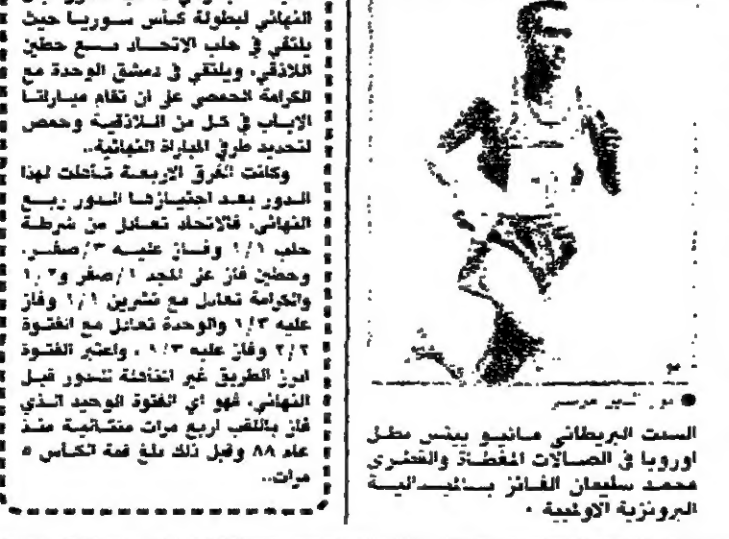 النهائي لبطولة كأس سوريا حيث
يلتقي في حلب الاتحاد مع حطين
اللاذقي، ويلتقي في دمشق الوحدة مع
الكرامة الحمصي على ان تقام مباراتا
الاياب في كل من اللاذقية وحمص
لتحديد طرفي المباراة النهائية..
وكانت الفرق الاربعة تأهلت لهذا
الدور بعد اجتيازها الدور ربع
النهائي، فالاتحاد تعادل من شرطة
حلب ١/١ وفاز عليه ٣/صفر،
وحطين فاز على المجد ١/صفر و
والكرامة تعادل مع تشرين ١/١ وفاز
عليه ١/٣ والوحدة تعادل مع الفتوة
٢/٢ وفاز عليه ١/٣ ، واعتبر الفتوة
ابرز الطريق غير المتأهلة للدور قبل
النهائي، فهو اي الفتوة الوحيد الذي
فاز باللقب اربع مرات متتالية منذ
عام ٨٨ وقبل ذلك بلغ قمة الكأس ٥
مرات..
السنت البريطاني ماثيو بطل
اوروبا في الصالات المغطاة والقطري
محمد سليمان الفائز بالميدالية
البرونزية الاولمبية .